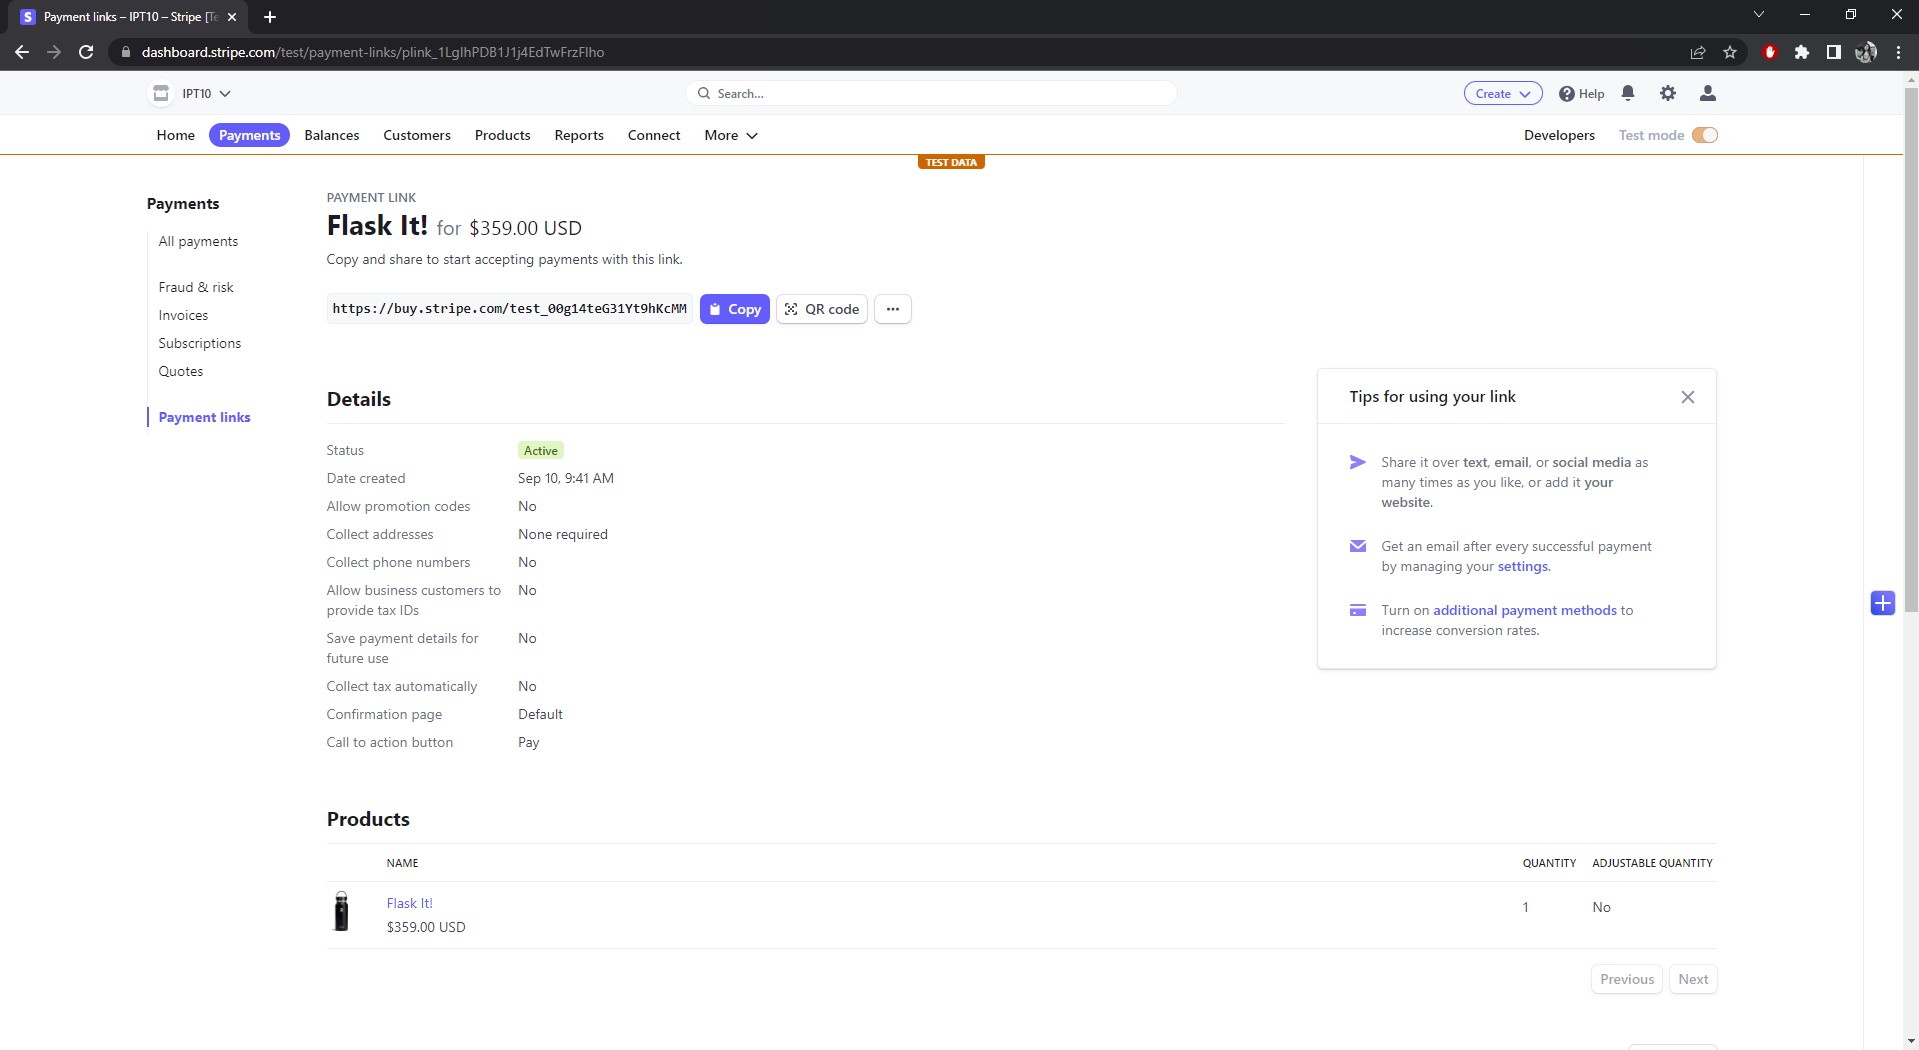 Payment links – IPT10 – Stripe [Te
dashboard.stripe.com/test/payment-links/plink_1LgIhPDB1J1j4EdTwFrzFIho
IPT10
Search...
Create
Help
Home
Payments
Balances
Customers
Products
Reports
Connect
More
Developers
Test mode
TEST DATA
Payments
All payments
Fraud & risk
Invoices
Subscriptions
Quotes
Payment links
PAYMENT LINK
Flask It! for $359.00 USD
Copy and share to start accepting payments with this link.
https://buy.stripe.com/test_00g14teG31Yt9hKcMM
Copy
QR code
Details
Status Active
Date created Sep 10, 9:41 AM
Allow promotion codes No
Collect addresses None required
Collect phone numbers No
Allow business customers to No
provide tax IDs
Save payment details for No
future use
Collect tax automatically No
Confirmation page Default
Call to action button Pay
Tips for using your link
Share it over text, email, or social media as
many times as you like, or add it your
website.
Get an email after every successful payment
by managing your settings.
Turn on additional payment methods to
increase conversion rates.
Products
NAME QUANTITY ADJUSTABLE QUANTITY
Flask It!
$359.00 USD
1 No
Previous
Next